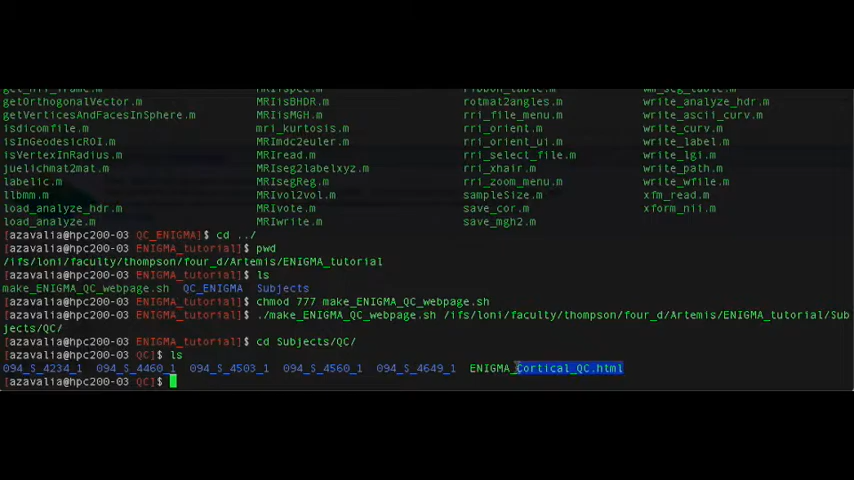 getOrthogonalVector.m MRIisBHDR.m rotmat2angles.m write_analyze_hdr.m
getVerticesAndFacesInSphere.m MRIisMGH.m rri_file_menu.m write_ascii_curv.m
isdicomfile.m mri_kurtosis.m rri_orient.m write_curv.m
isInGeodesicROI.m MRImdc2euler.m rri_orient_ui.m write_label.m
isVertexInRadius.m MRIread.m rri_select_file.m write_lgi.m
juelichmat2mat.m MRIseg2labelxyz.m rri_xhair.m write_path.m
labelic.m MRIsegReg.m rri_zoom_menu.m write_wfile.m
llbmm.m MRIvol2vol.m sampleSize.m xfm_read.m
load_analyze_hdr.m MRIvote.m save_cor.m xform_nii.m
load_analyze.m MRIwrite.m save_mgh2.m
[azavalia@hpc200-03 QC_ENIGMA]$ cd ../
[azavalia@hpc200-03 ENIGMA_tutorial]$ pwd
/ifs/loni/faculty/thompson/four_d/Artemis/ENIGMA_tutorial
[azavalia@hpc200-03 ENIGMA_tutorial]$ ls
make_ENIGMA_QC_webpage.sh QC_ENIGMA Subjects
[azavalia@hpc200-03 ENIGMA_tutorial]$ chmod 777 make_ENIGMA_QC_webpage.sh
[azavalia@hpc200-03 ENIGMA_tutorial]$ ./make_ENIGMA_QC_webpage.sh /ifs/loni/faculty/thompson/four_d/Artemis/ENIGMA_tutorial/Sub
jects/QC/
[azavalia@hpc200-03 ENIGMA_tutorial]$ cd Subjects/QC/
[azavalia@hpc200-03 QC]$ ls
094_S_4234_1 094_S_4460_1 094_S_4503_1 094_S_4560_1 094_S_4649_1 ENIGMA_Cortical_QC.html
[azavalia@hpc200-03 QC]$